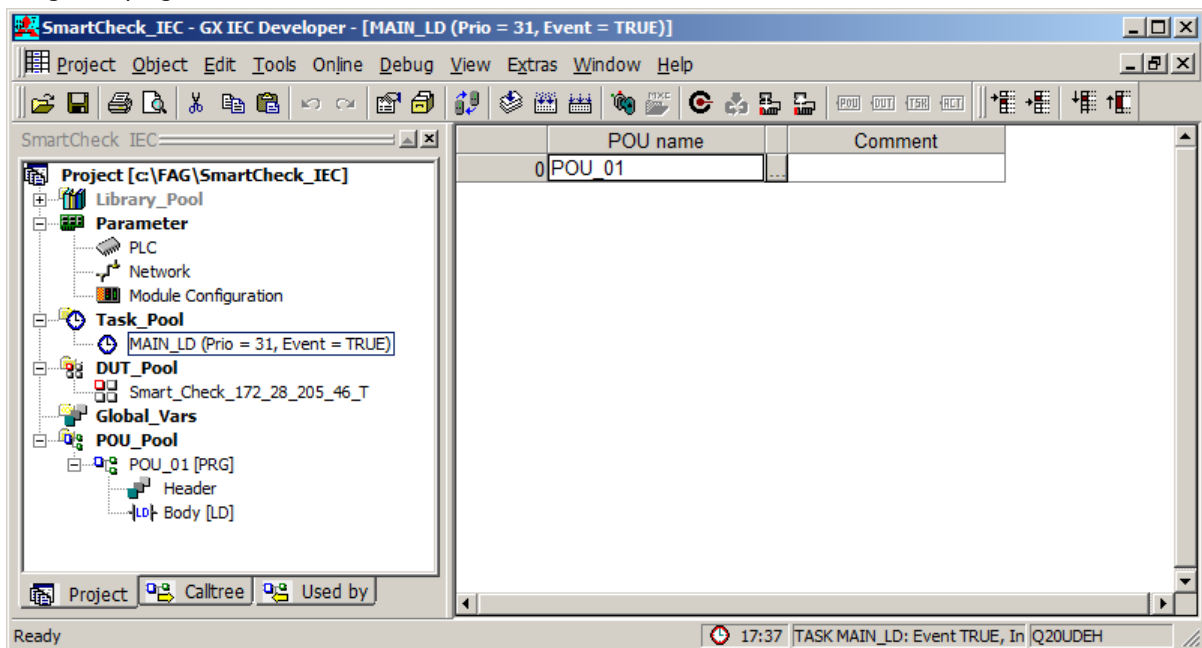 SmartCheck_IEC - GX IEC Developer - [MAIN_LD (Prio = 31, Event = TRUE)]
Project Object Edit Tools Online Debug View Extras Window Help
MXC
POU DUT TSK ACT
SmartCheck IEC
Project [c:\FAG\SmartCheck_IEC]
Library_Pool
Parameter
PLC
Network
Module Configuration
Task_Pool
MAIN_LD (Prio = 31, Event = TRUE)
DUT_Pool
Smart_Check_172_28_205_46_T
Global_Vars
POU_Pool
POU_01 [PRG]
Header
LD Body [LD]
Project Calltree Used by
POU name Comment
0 POU_01 ...
Ready 17:37 TASK MAIN_LD: Event TRUE, In Q20UDEH